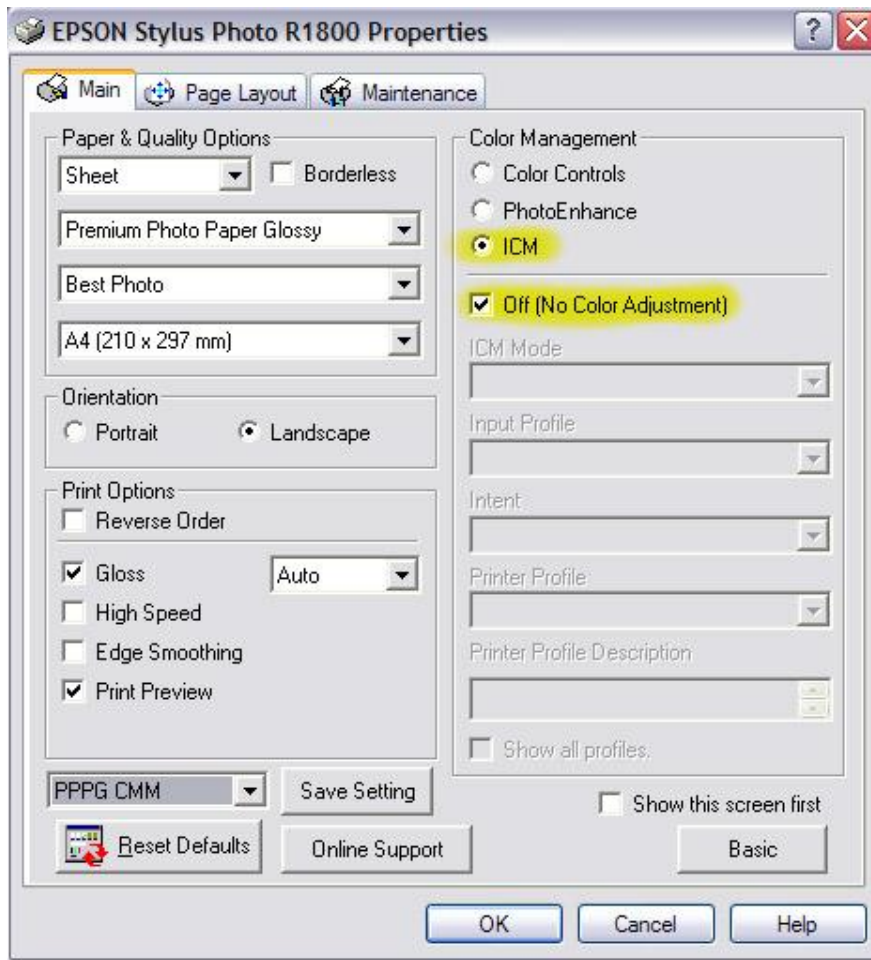 EPSON Stylus Photo R1800 Properties
Main
Page Layout
Maintenance
Paper & Quality Options
Sheet
Borderless
Premium Photo Paper Glossy
Best Photo
A4 (210 x 297 mm)
Orientation
Portrait
Landscape
Print Options
Reverse Order
Gloss
Auto
High Speed
Edge Smoothing
Print Preview
Color Management
Color Controls
PhotoEnhance
ICM
Off (No Color Adjustment)
ICM Mode
Input Profile
Intent
Printer Profile
Printer Profile Description
Show all profiles.
PPPG CMM
Save Setting
Show this screen first
Reset Defaults
Online Support
Basic
OK
Cancel
Help